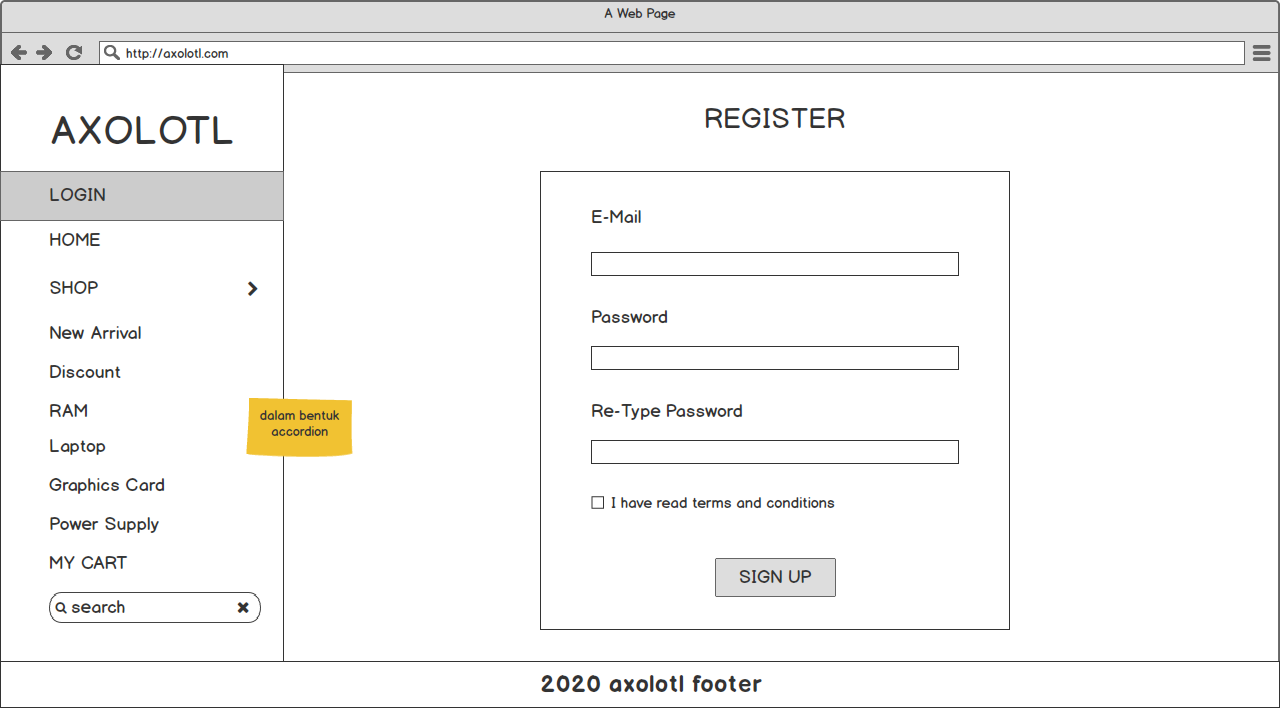 A Web Page
http://axolotl.com
AXOLOTL
LOGIN
HOME
SHOP
New Arrival
Discount
RAM
Laptop
Graphics Card
Power Supply
MY CART
search
dalam bentuk
accordion
REGISTER
E-Mail
Password
Re-Type Password
I have read terms and conditions
SIGN UP
2020 axolotl footer